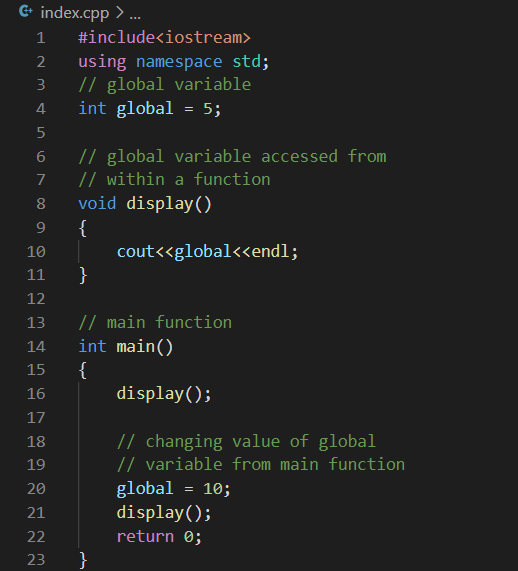 index.cpp > ...
1 #include<iostream>
2 using namespace std;
3 // global variable
4 int global = 5;
5
6 // global variable accessed from
7 // within a function
8 void display()
9 {
10     cout<<global<<endl;
11 }
12
13 // main function
14 int main()
15 {
16     display();
17
18     // changing value of global
19     // variable from main function
20     global = 10;
21     display();
22     return 0;
23 }